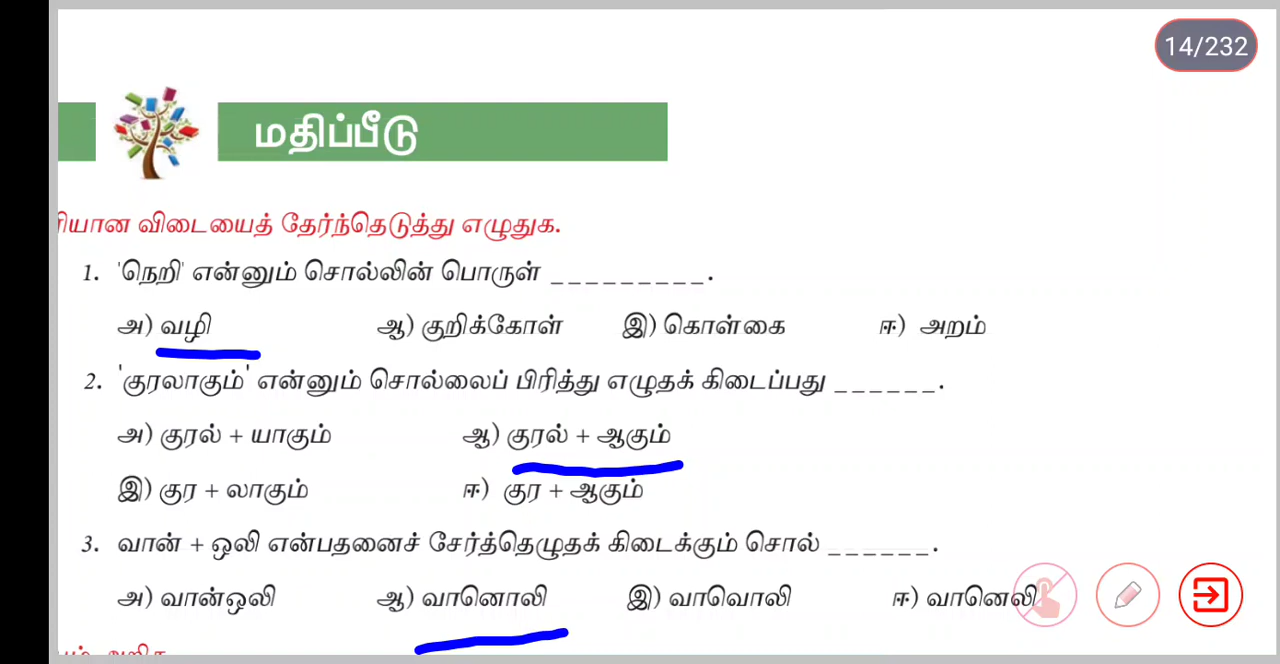 14/232
மதிப்பீடு
ரியான விடையைத் தேர்ந்தெடுத்து எழுதுக.
1. 'நெறி' என்னும் சொல்லின் பொருள் _________.
அ) வழி ஆ) குறிக்கோள் இ) கொள்கை ஈ) அறம்
2. 'குரலாகும்' என்னும் சொல்லைப் பிரித்து எழுதக் கிடைப்பது ______.
அ) குரல் + யாகும் ஆ) குரல் + ஆகும்
இ) குர + லாகும் ஈ) குர + ஆகும்
3. வான் + ஒலி என்பதனைச் சேர்த்தெழுதக் கிடைக்கும் சொல் ______.
அ) வான்ஒலி ஆ) வானொலி இ) வாவொலி ஈ) வானெலி